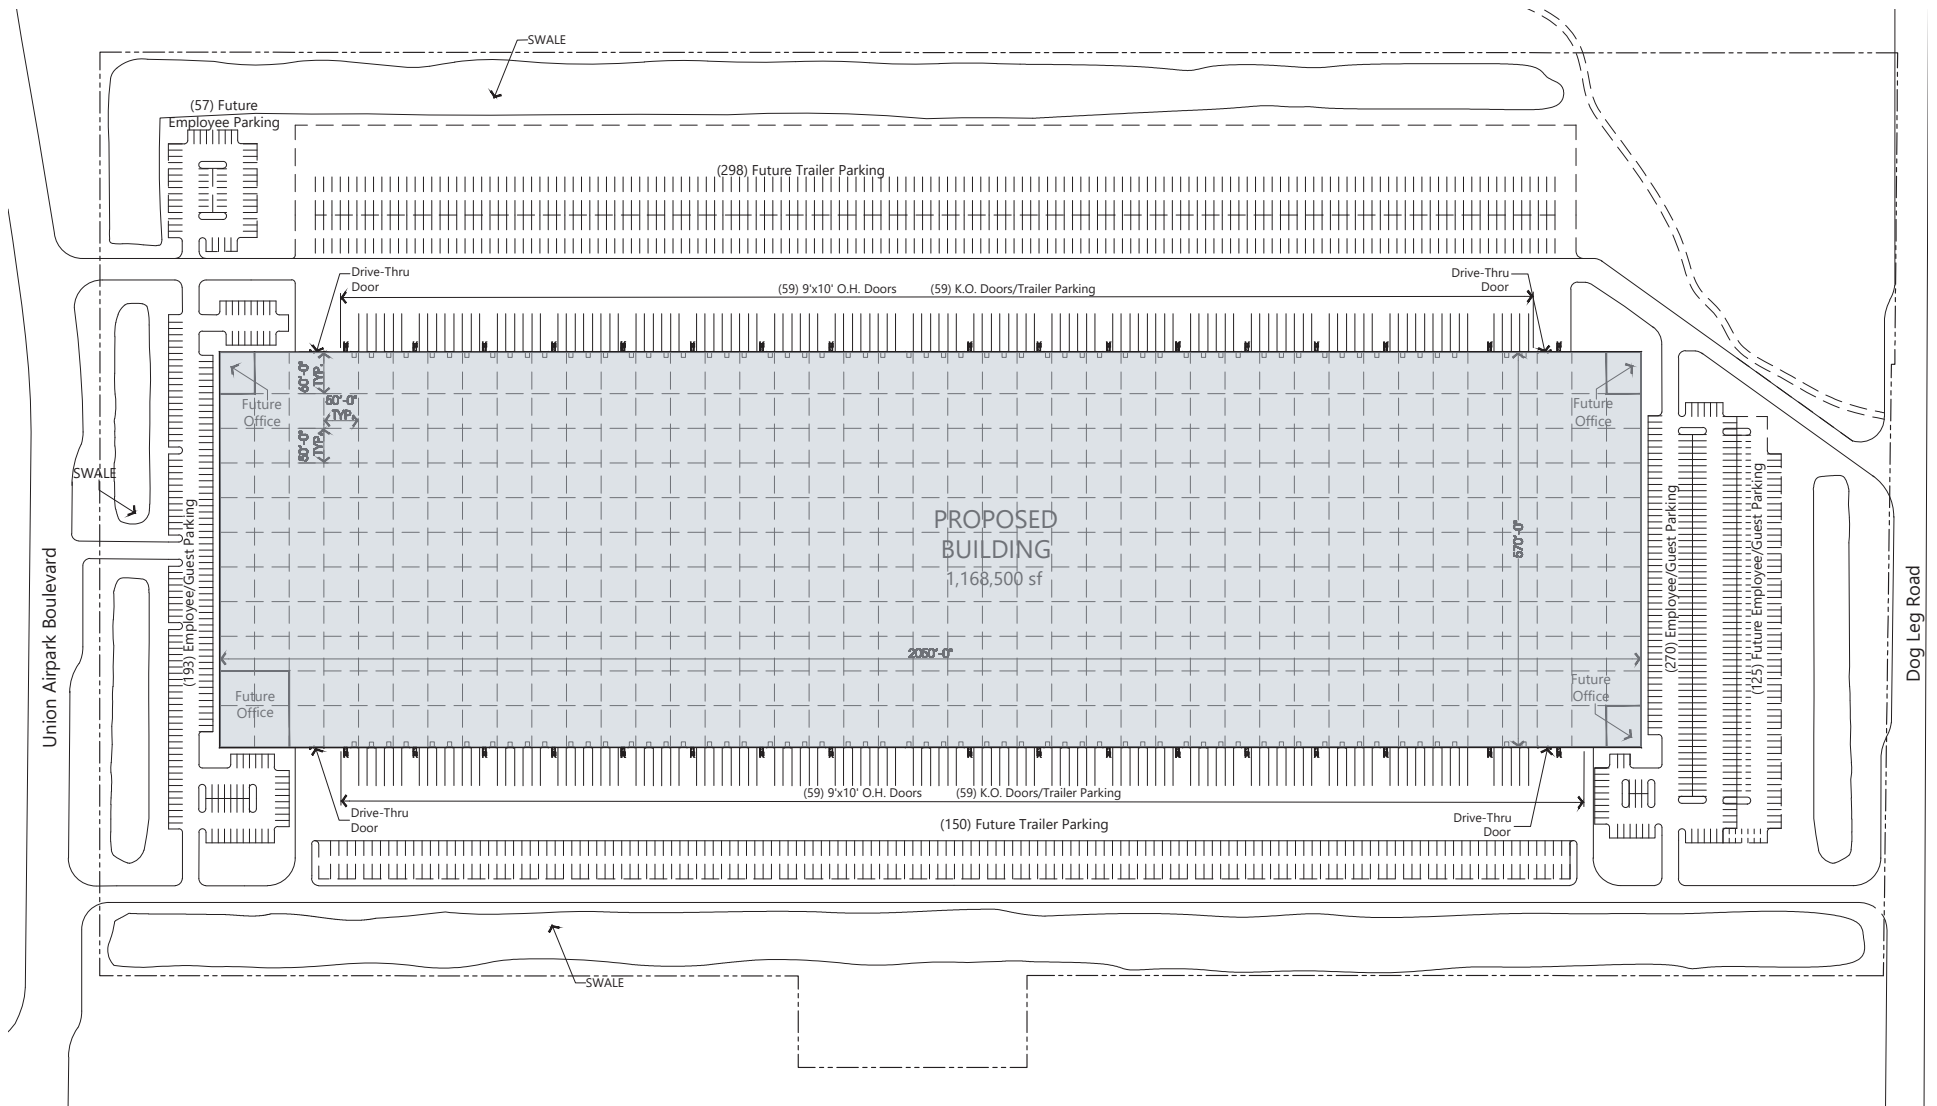 SWALE
(57) Future
Employee Parking
(298) Future Trailer Parking
Drive-Thru
Door
(59) 9'x10' O.H. Doors (59) K.O. Doors/Trailer Parking
Drive-Thru
Door
60'-0"
TYP.
50'-0"
TYP.
50'-0"
TYP.
Future
Office
Future
Office
SWALE
(193) Employee/Guest Parking
Union Airpark Boulevard
PROPOSED
BUILDING
1,168,500 sf
570'-0"
2050'-0"
(270) Employee/Guest Parking
(125) Future Employee/Guest Parking
Dog Leg Road
Future
Office
Future
Office
(59) 9'x10' O.H. Doors (59) K.O. Doors/Trailer Parking
Drive-Thru
Door
(150) Future Trailer Parking
Drive-Thru
Door
SWALE